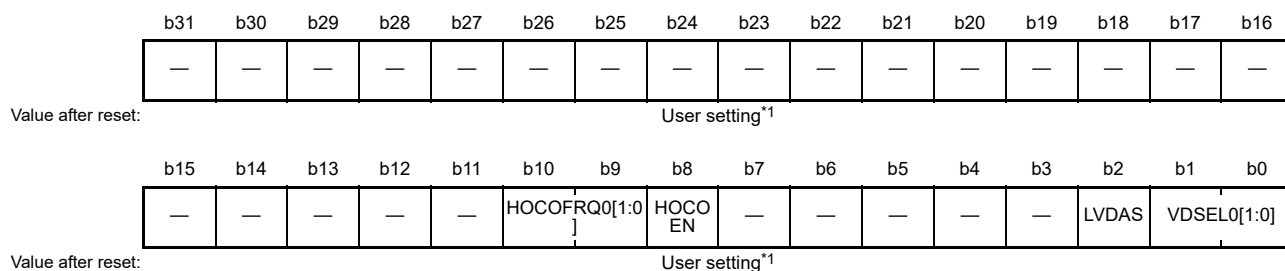 b31 b30 b29 b28 b27 b26 b25 b24 b23 b22 b21 b20 b19 b18 b17 b16
— — — — — — — — — — — — — — — —
Value after reset: User setting*1
b15 b14 b13 b12 b11 b10 b9 b8 b7 b6 b5 b4 b3 b2 b1 b0
— — — — — HOCOFRQ0[1:0] HOCOEN — — — — — LVDAS VDSEL0[1:0]
Value after reset: User setting*1